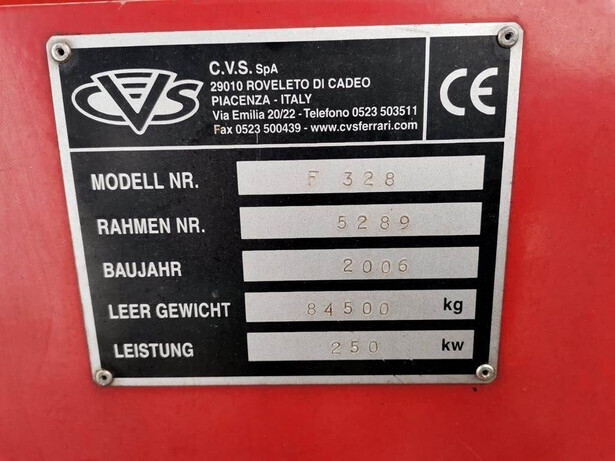 CVS
C.V.S. SpA
29010 ROVELETO DI CADEO
PIACENZA - ITALY
Via Emilia 20/22 - Telefono 0523 503511
Fax 0523 500439 - www.cvsferrari.com
CE
MODELL NR. F 328
RAHMEN NR. 5289
BAUJAHR 2006
LEER GEWICHT 84500 kg
LEISTUNG 250 kw